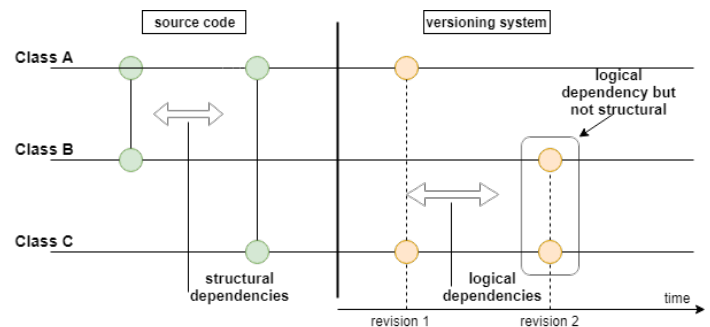 source code
versioning system
Class A
logical
dependency but
not structural
Class B
Class C
structural
dependencies
logical
dependencies
time
revision 1
revision 2